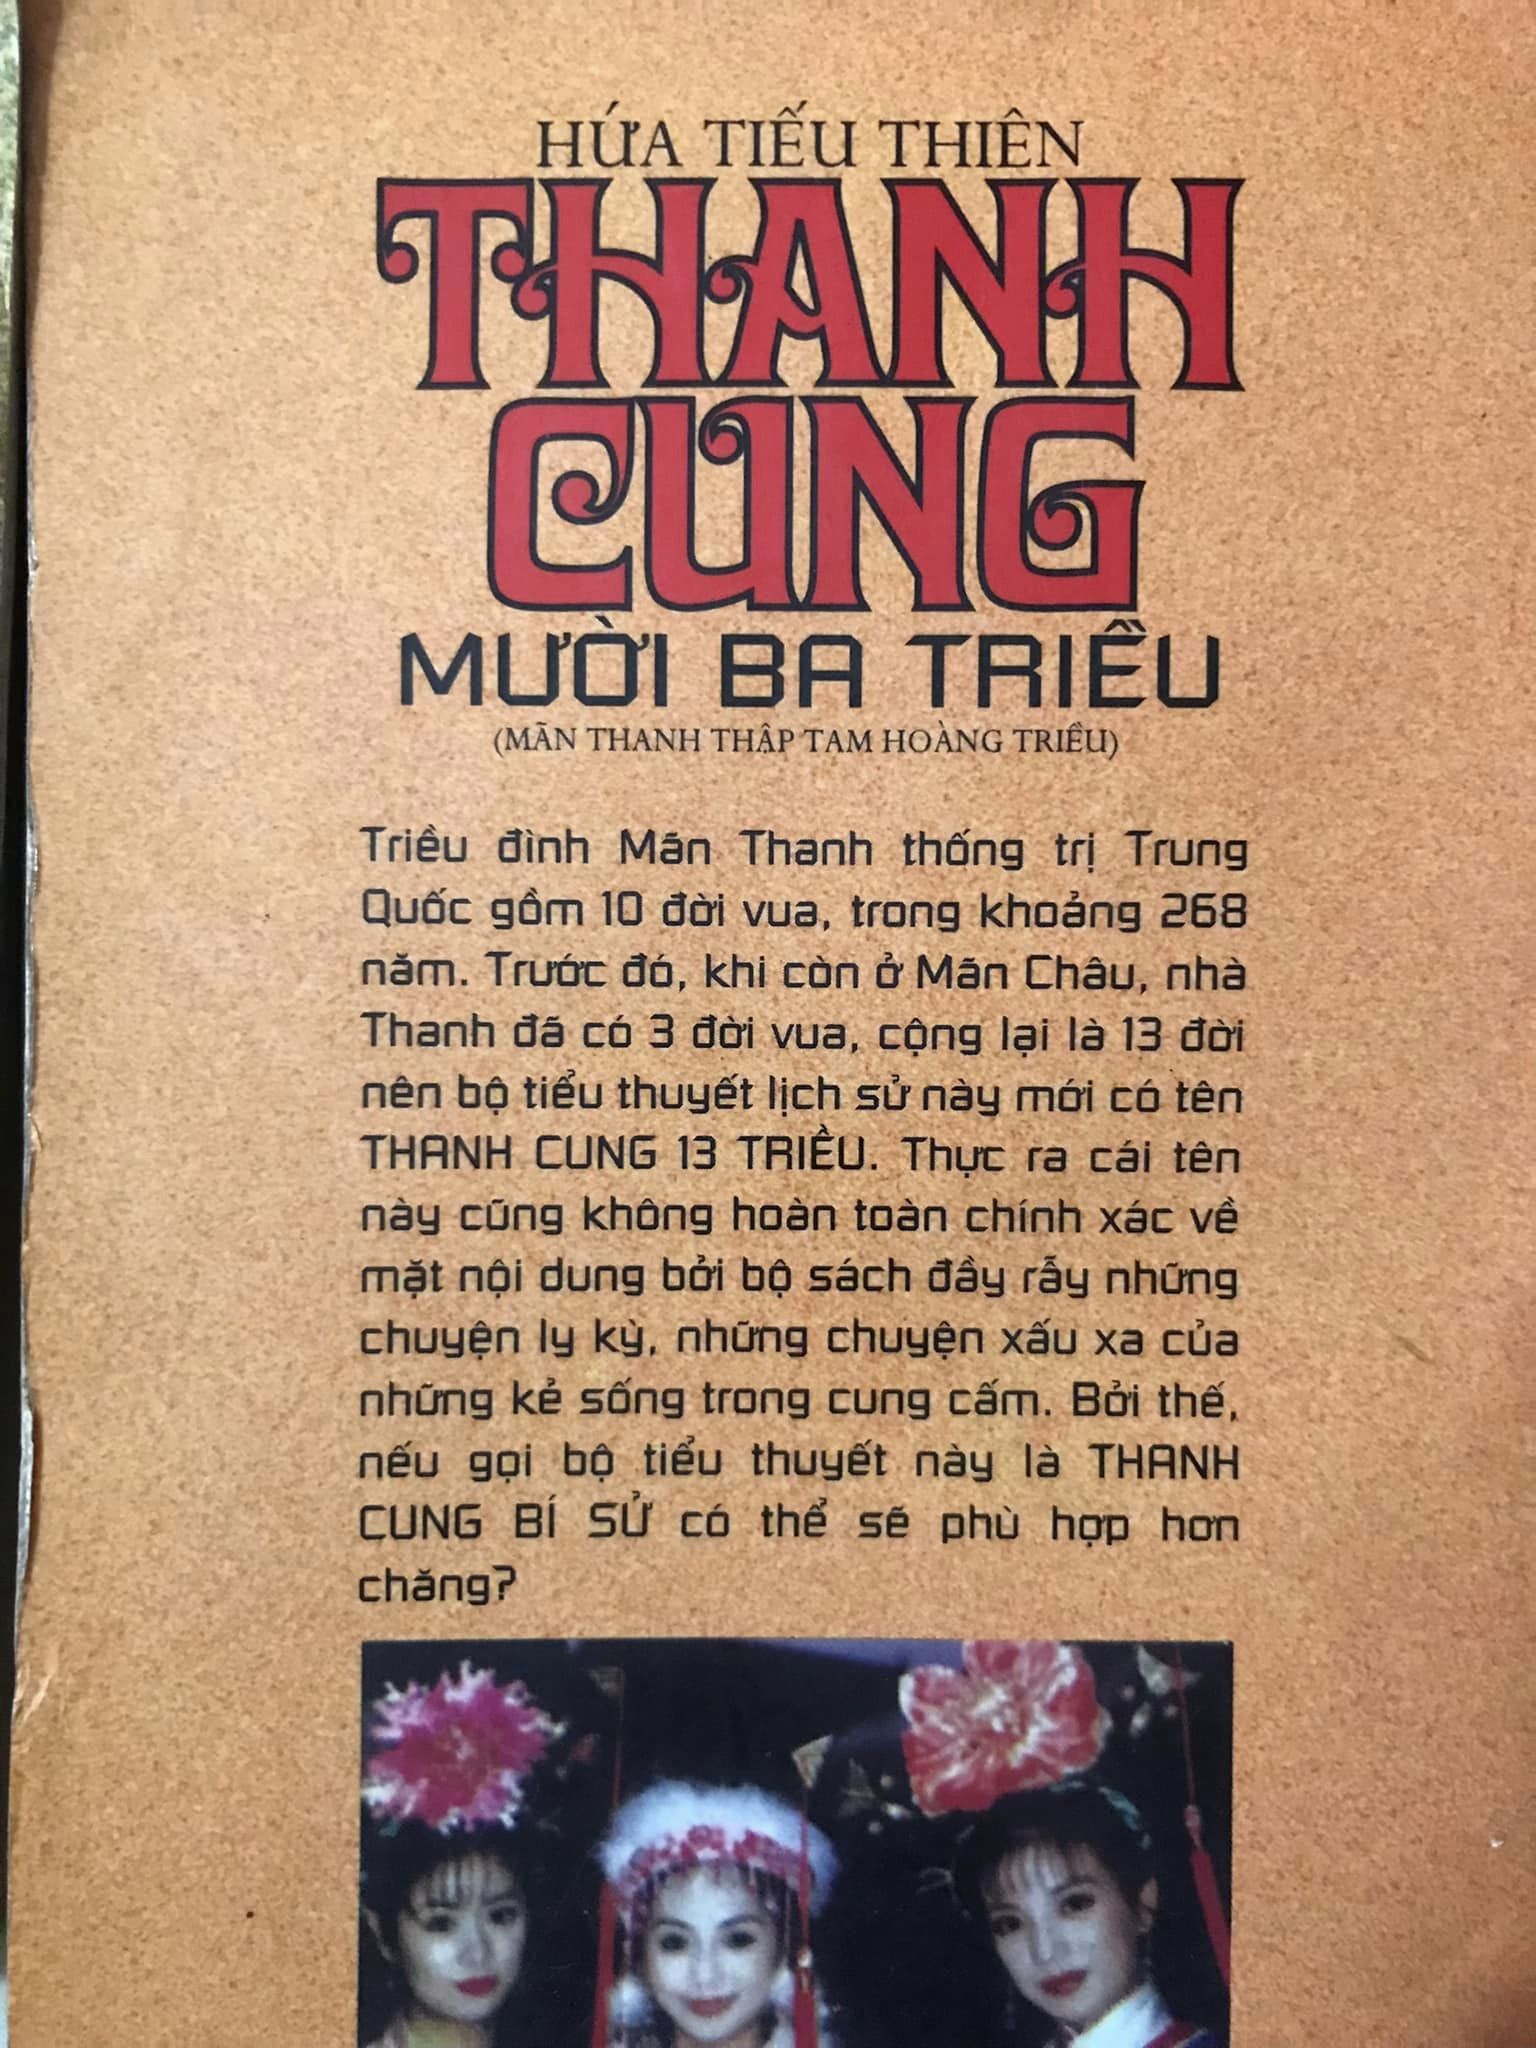 HỨA TIẾU THIÊN
THANH
CUNG
MƯỜI BA TRIỀU
(MÃN THANH THẬP TAM HOÀNG TRIỀU)
Triều đình Mãn Thanh thống trị Trung
Quốc gồm 10 đời vua, trong khoảng 268
năm. Trước đó, khi còn ở Mãn Châu, nhà
Thanh đã có 3 đời vua, cộng lại là 13 đời
nên bộ tiểu thuyết lịch sử này mới có tên
THANH CUNG 13 TRIỀU. Thực ra cái tên
này cũng không hoàn toàn chính xác về
mặt nội dung bởi bộ sách đầy rẫy những
chuyện ly kỳ, những chuyện xấu xa của
những kẻ sống trong cung cấm. Bởi thế,
nếu gọi bộ tiểu thuyết này là THANH
CUNG BÍ SỬ có thể sẽ phù hợp hơn
chăng?